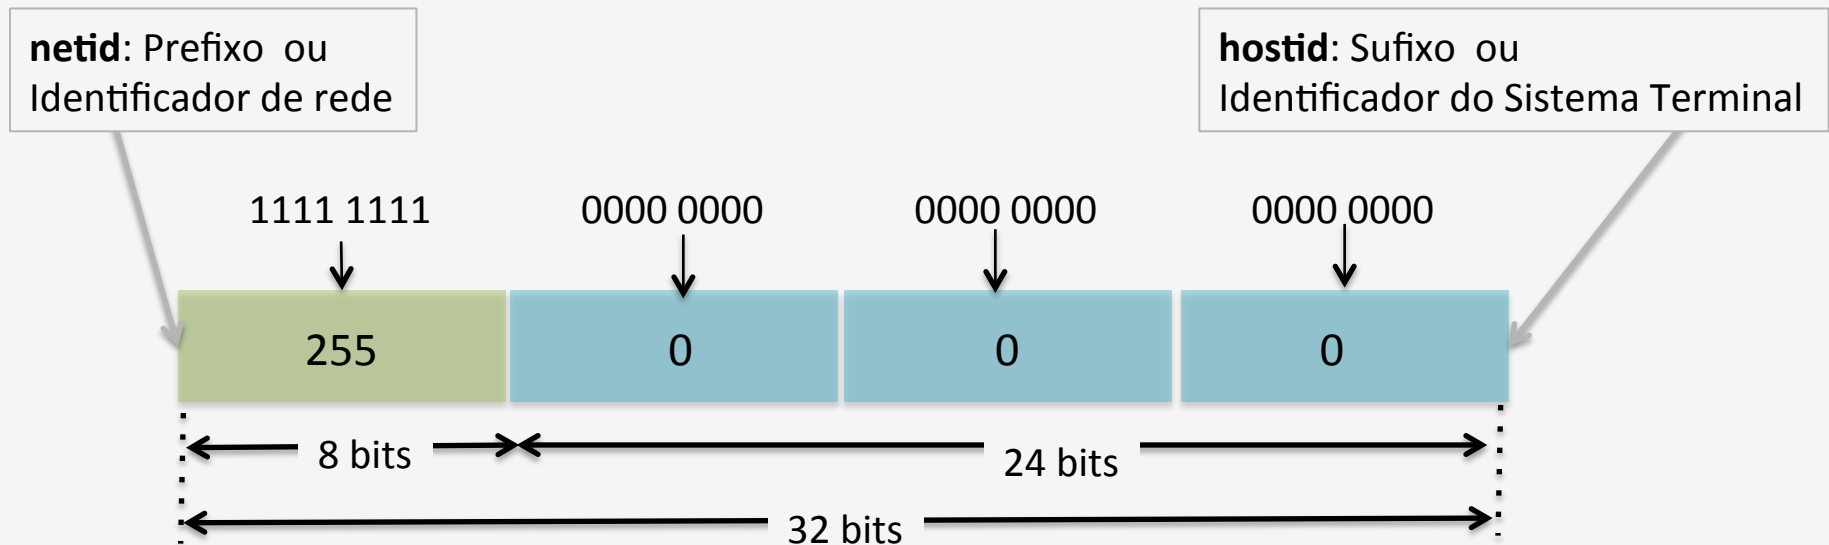 netid: Prefixo ou
Identificador de rede
hostid: Sufixo ou
Identificador do Sistema Terminal
1111 1111 0000 0000 0000 0000 0000 0000
255 0 0 0
8 bits 24 bits
32 bits